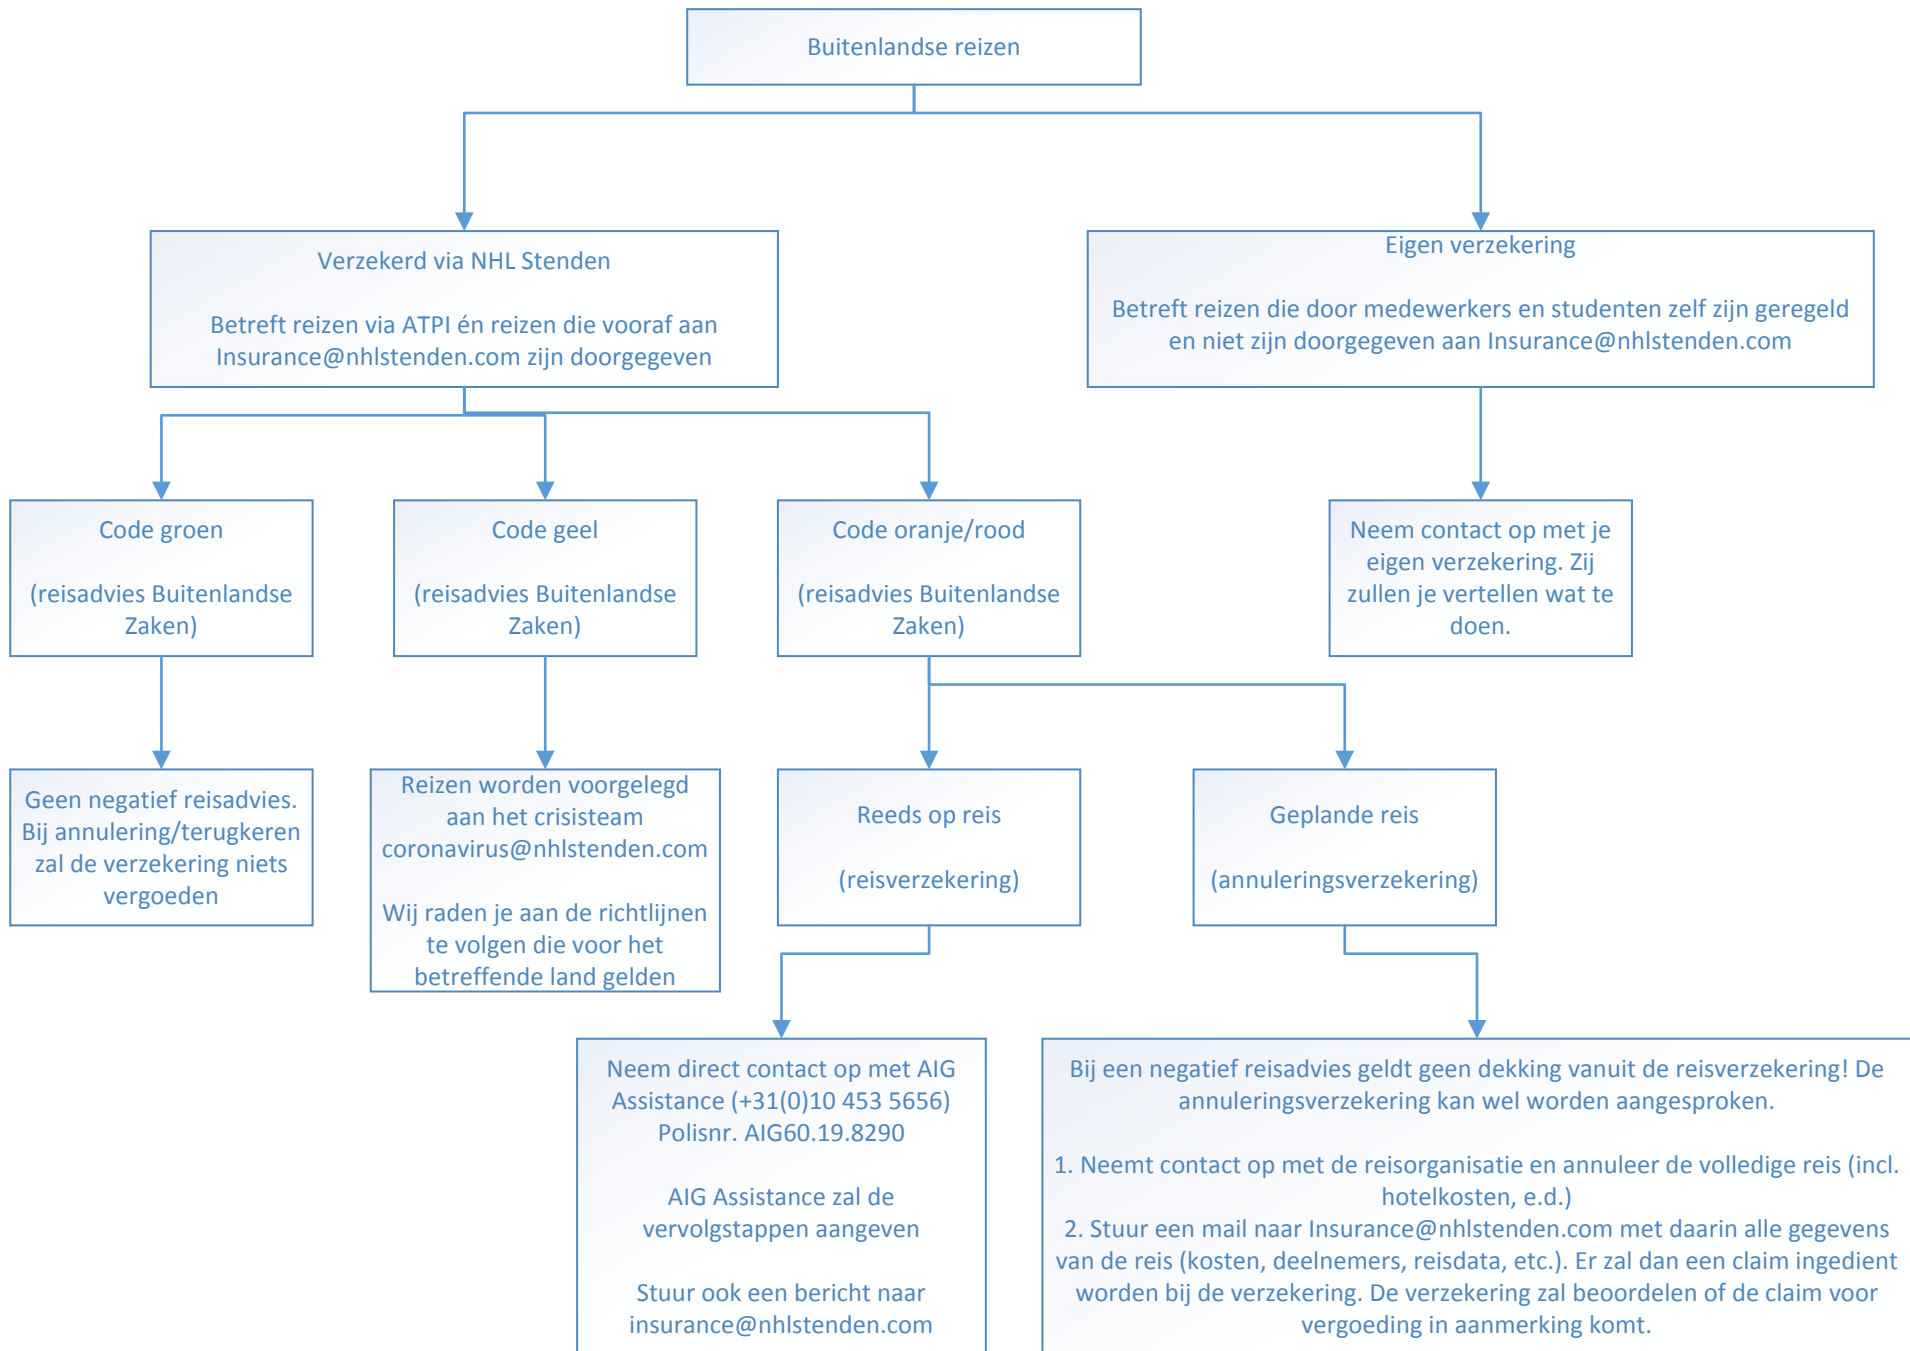 Buitenlandse reizen
Verzekerd via NHL Stenden
Betreft reizen via ATPI én reizen die vooraf aan
Insurance@nhlstenden.com zijn doorgegeven
Eigen verzekering
Betreft reizen die door medewerkers en studenten zelf zijn geregeld
en niet zijn doorgegeven aan Insurance@nhlstenden.com
Code groen
(reisadvies Buitenlandse
Zaken)
Code geel
(reisadvies Buitenlandse
Zaken)
Code oranje/rood
(reisadvies Buitenlandse
Zaken)
Neem contact op met je
eigen verzekering. Zij
zullen je vertellen wat te
doen.
Geen negatief reisadvies.
Bij annulering/terugkeren
zal de verzekering niets
vergoeden
Reizen worden voorgelegd
aan het crisisteam
coronavirus@nhlstenden.com
Wij raden je aan de richtlijnen
te volgen die voor het
betreffende land gelden
Reeds op reis
(reisverzekering)
Geplande reis
(annuleringsverzekering)
Neem direct contact op met AIG
Assistance (+31(0)10 453 5656)
Polisnr. AIG60.19.8290
AIG Assistance zal de
vervolgstappen aangeven
Stuur ook een bericht naar
insurance@nhlstenden.com
Bij een negatief reisadvies geldt geen dekking vanuit de reisverzekering! De
annuleringsverzekering kan wel worden aangesproken.
1. Neemt contact op met de reisorganisatie en annuleer de volledige reis (incl.
hotelkosten, e.d.)
2. Stuur een mail naar Insurance@nhlstenden.com met daarin alle gegevens
van de reis (kosten, deelnemers, reisdata, etc.). Er zal dan een claim ingedient
worden bij de verzekering. De verzekering zal beoordelen of de claim voor
vergoeding in aanmerking komt.